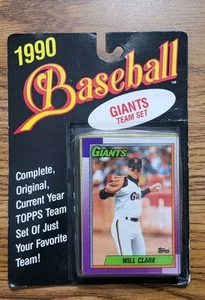 1990
Baseball
TM
GIANTS
TEAM SET
Complete,
Original,
Current Year
TOPPS Team
Set Of Just
Your Favorite
Team!
GIANTS
Topps
WILL CLARK